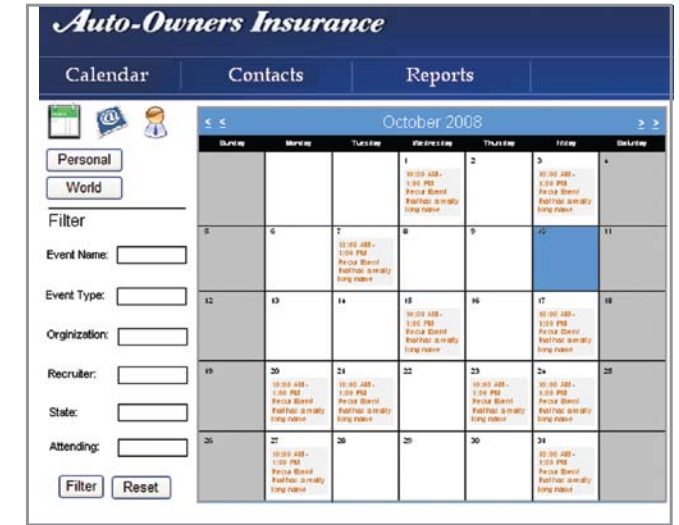 Auto-Owners Insurance
Calendar
Contacts
Reports
@
Personal
World
Filter
Event Name:
Event Type:
Orginization:
Recruiter:
State:
Attending:
Filter
Reset
< <
October 2008
> >
Sunday Monday Tuesday Wednesday Thursday Friday Saturday
1 2 3 4
10:00 AM - 10:00 AM -
1:00 PM 1:00 PM
Recur Event Recur Event
that has a really that has a really
long name long name
5 6 7 8 9 10 11
10:00 AM -
1:00 PM
Recur Event
that has a really
long name
12 13 14 15 16 17 18
10:00 AM - 10:00 AM -
1:00 PM 1:00 PM
Recur Event Recur Event
that has a really that has a really
long name long name
19 20 21 22 23 24 25
10:00 AM - 10:00 AM - 10:00 AM - 10:00 AM -
1:00 PM 1:00 PM 1:00 PM 1:00 PM
Recur Event Recur Event Recur Event Recur Event
that has a really that has a really that has a really that has a really
long name long name long name long name
26 27 28 29 30 31
10:00 AM - 10:00 AM -
1:00 PM 1:00 PM
Recur Event Recur Event
that has a really that has a really
long name long name